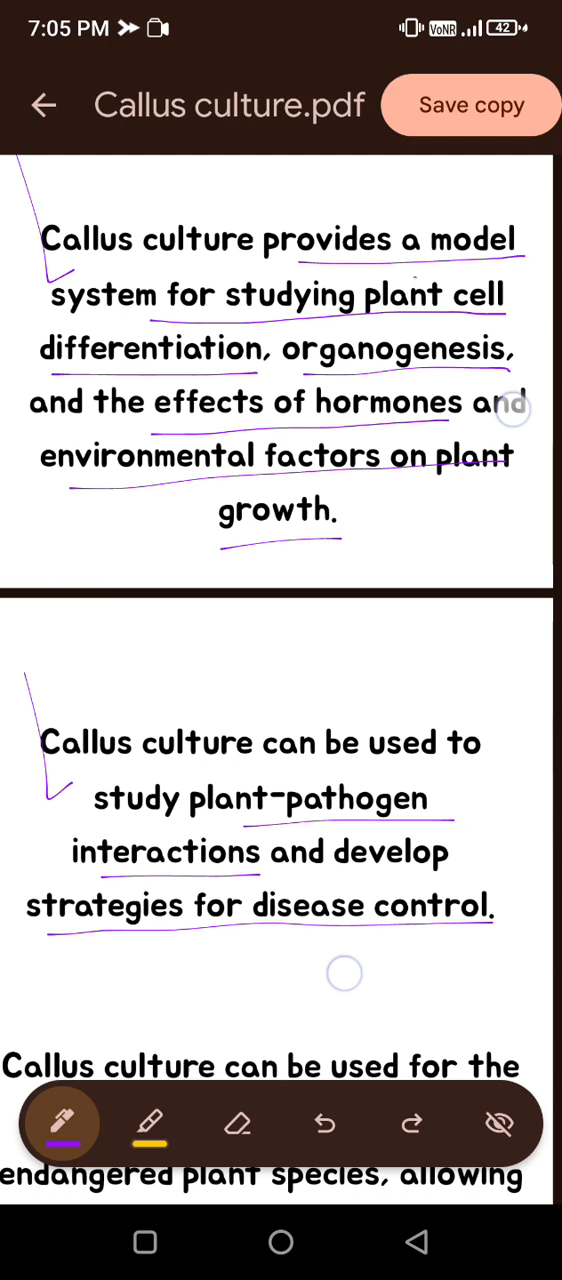 7:05 PM
VoNR
42
Callus culture.pdf
Save copy
Callus culture provides a model
system for studying plant cell
differentiation, organogenesis,
and the effects of hormones and
environmental factors on plant
growth.
Callus culture can be used to
study plant-pathogen
interactions and develop
strategies for disease control.
Callus culture can be used for the
endangered plant species, allowing